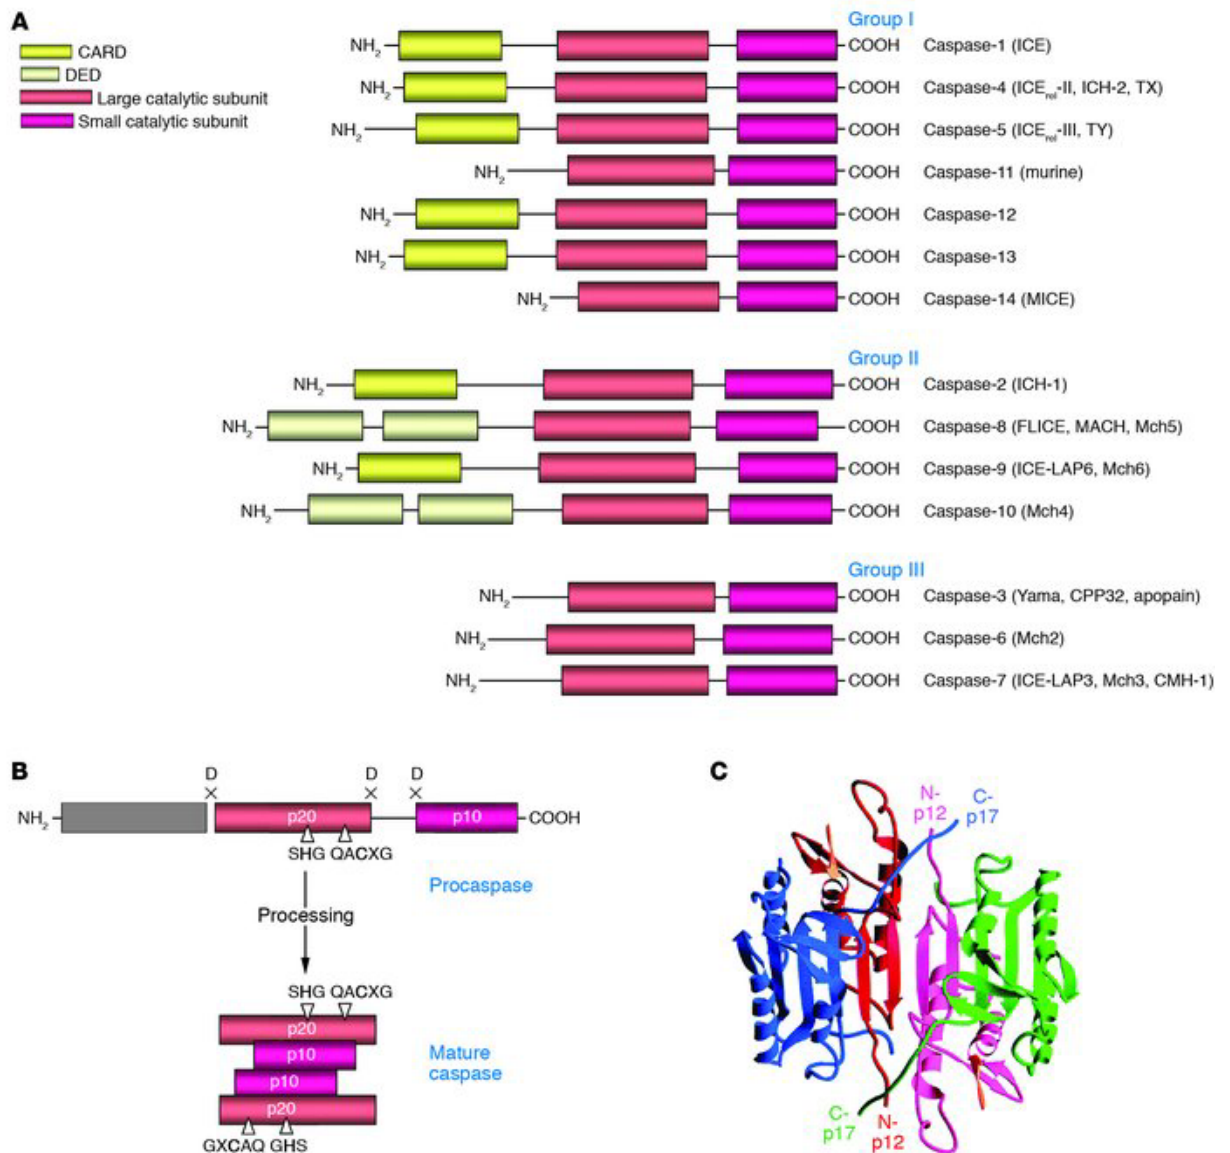 A
CARD
DED
Large catalytic subunit
Small catalytic subunit
Group I
NH2 COOH Caspase-1 (ICE)
NH2 COOH Caspase-4 (ICErel-II, ICH-2, TX)
NH2 COOH Caspase-5 (ICErel-III, TY)
NH2 COOH Caspase-11 (murine)
NH2 COOH Caspase-12
NH2 COOH Caspase-13
NH2 COOH Caspase-14 (MICE)
Group II
NH2 COOH Caspase-2 (ICH-1)
NH2 COOH Caspase-8 (FLICE, MACH, Mch5)
NH2 COOH Caspase-9 (ICE-LAP6, Mch6)
NH2 COOH Caspase-10 (Mch4)
Group III
NH2 COOH Caspase-3 (Yama, CPP32, apopain)
NH2 COOH Caspase-6 (Mch2)
NH2 COOH Caspase-7 (ICE-LAP3, Mch3, CMH-1)
B
D D D
× × ×
NH2 p20 p10 COOH
SHG QACXG
Procaspase
Processing
SHG QACXG
p20
p10
p10
p20
Mature
caspase
GXCAQ GHS
C
N-
p12
C-
p17
C-
p17
N-
p12